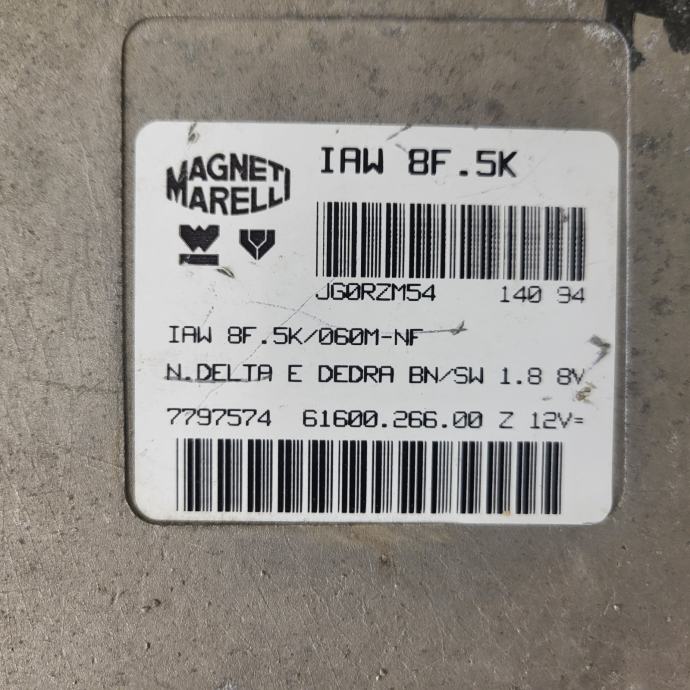 MAGNETI
MARELLI
IAW 8F.5K
JG0RZM54 140 94
IAW 8F.5K/060M-NF
N.DELTA E DEDRA BN/SW 1.8 8V
7797574 61600.266.00 Z 12V=